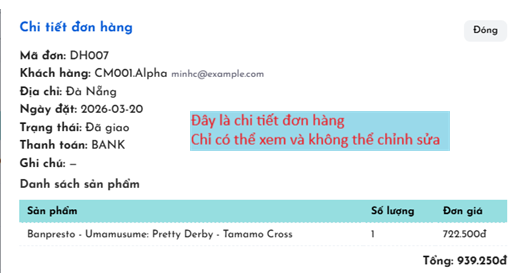 Chi tiết đơn hàng
Đóng
Mã đơn: DH007
Khách hàng: CM001.Alpha minhc@example.com
Địa chỉ: Đà Nẵng
Ngày đặt: 2026-03-20
Trạng thái: Đã giao
Thanh toán: BANK
Ghi chú: —
Đây là chi tiết đơn hàng
Chỉ có thể xem và không thể chỉnh sửa
Danh sách sản phẩm
Sản phẩm Số lượng Đơn giá
Banpresto - Umamusume: Pretty Derby - Tamamo Cross 1 722.500đ
Tổng: 939.250đ